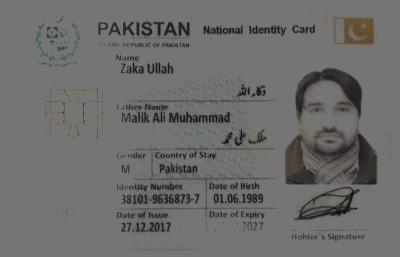 PAKISTAN National Identity Card
ISLAMIC REPUBLIC OF PAKISTAN
Name
Zaka Ullah
ذکاء اللہ
Father Name
Malik Ali Muhammad
ملک علی محمد
Gender Country of Stay
M Pakistan
Identity Number Date of Birth
38101-9636873-7 01.06.1989
Date of Issue Date of Expiry
27.12.2017 2027
Holder's Signature